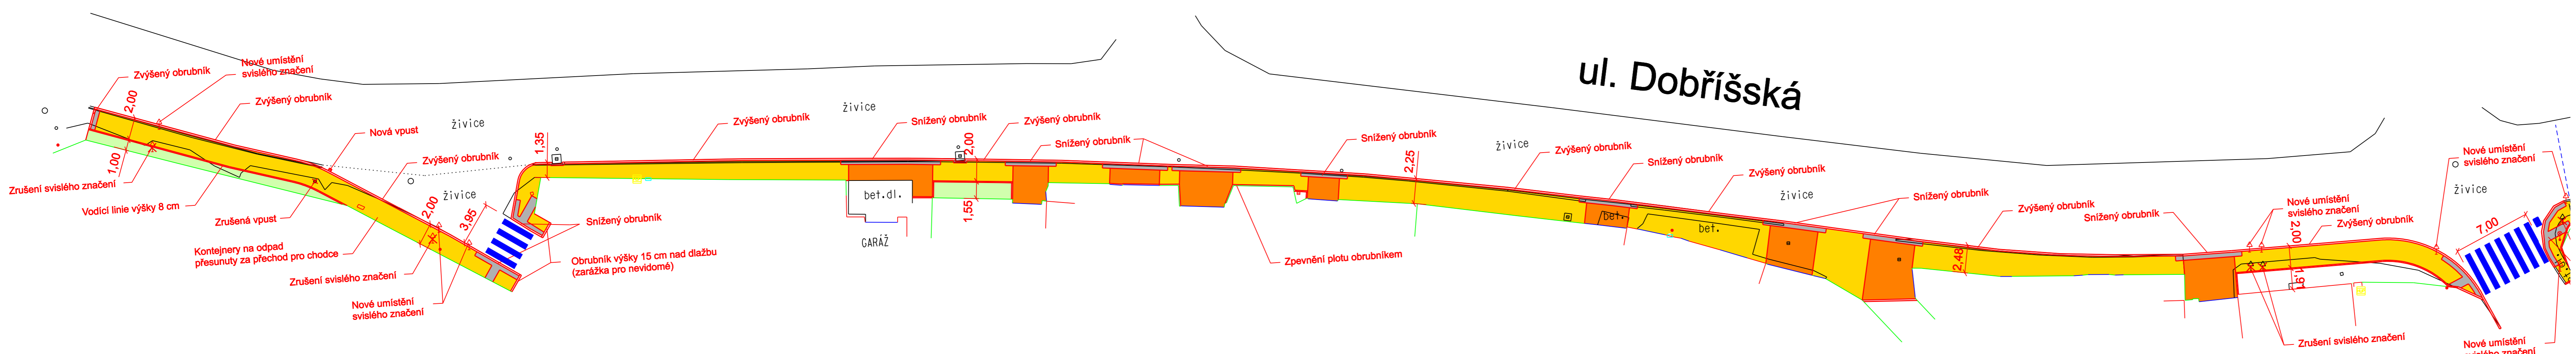 Zvýšený obrubník
Nové umístění
svislého značení
2,00
Zvýšený obrubník
Nová vpust
živice
Zvýšený obrubník
1,00
Zrušení svislého značení
Vodící linie výšky 8 cm
Zrušená vpust
Kontejnery na odpad
přesunuty za přechod pro chodce
Zrušení svislého značení
Nové umístění
svislého značení
2,00
živice
3,95
1,35
Snížený obrubník
Obrubník výšky 15 cm nad dlažbu
(zarážka pro nevidomé)
Zvýšený obrubník
živice
Snížený obrubník
bet.dl.
GARÁŽ
2,00
1,55
Zvýšený obrubník
Snížený obrubník
Zpevnění plotu obrubníkem
Snížený obrubník
2,25
živice
ul. Dobříšská
Zvýšený obrubník
Snížený obrubník
bet.
Zvýšený obrubník
bet.
živice
Snížený obrubník
2,48
Zvýšený obrubník
Snížený obrubník
Nové umístění
svislého značení
2,00
Zvýšený obrubník
1,91
Zrušení svislého značení
Nové umístění
svislého značení
živice
7,00
Nové umístění
svislého značení